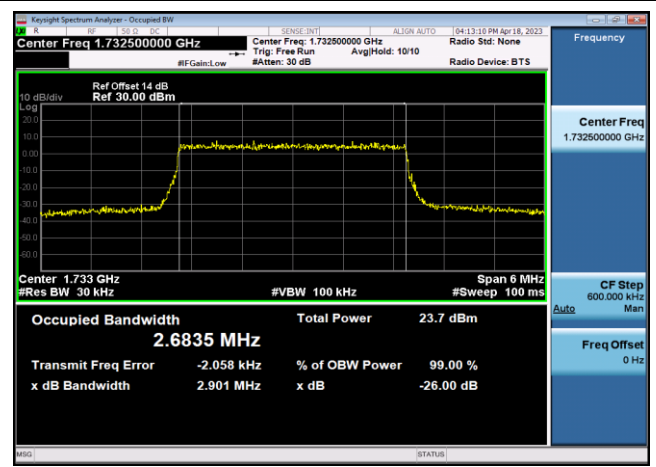 Keysight Spectrum Analyzer - Occupied BW
R RF 50 Ω DC SENSE:INT ALIGN AUTO 04:13:10 PM Apr 18, 2023
Center Freq 1.732500000 GHz
Center Freq: 1.732500000 GHz
Radio Std: None
Trig: Free Run Avg|Hold: 10/10
#IFGain:Low
#Atten: 30 dB
Radio Device: BTS
Ref Offset 14 dB
10 dB/div Ref 30.00 dBm
Log
20.0
10.0
0.00
-10.0
-20.0
-30.0
-40.0
-50.0
-60.0
Center 1.733 GHz Span 6 MHz
#Res BW 30 kHz #VBW 100 kHz #Sweep 100 ms
Occupied Bandwidth Total Power 23.7 dBm
2.6835 MHz
Transmit Freq Error -2.058 kHz % of OBW Power 99.00 %
x dB Bandwidth 2.901 MHz x dB -26.00 dB
MSG STATUS
Frequency
Center Freq
1.732500000 GHz
CF Step
600.000 kHz
Auto Man
Freq Offset
0 Hz